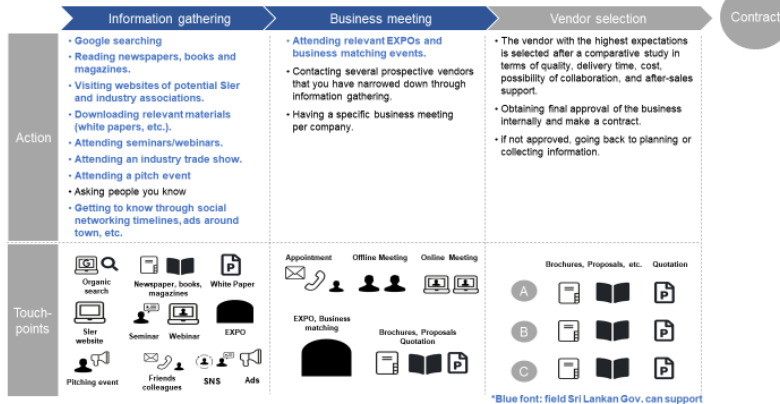 Information gathering
Business meeting
Vendor selection
Contract
Action
• Google searching
• Reading newspapers, books and
magazines.
• Visiting websites of potential SIer
and industry associations.
• Downloading relevant materials
(white papers, etc.).
• Attending seminars/webinars.
• Attending an industry trade show.
• Attending a pitch event
• Asking people you know
• Getting to know through social
networking timelines, ads around
town, etc.
• Attending relevant EXPOs and
business matching events.
• Contacting several prospective vendors
that you have narrowed down through
information gathering.
• Having a specific business meeting
per company.
• The vendor with the highest expectations
is selected after a comparative study in
terms of quality, delivery time, cost,
possibility of collaboration, and after-sales
support.
• Obtaining final approval of the business
internally and make a contract.
• if not approved, going back to planning or
collecting information.
Touch-
points
G
P
Organic
search
Newspaper, books,
magazines
White Paper
SIer
website
Seminar
Webinar
EXPO
Pitching event
Friends
colleagues
SNS
Ads
Appointment
Offline Meeting
Online Meeting
EXPO, Business
matching
Brochures, Proposals
Quotation
P
Brochures, Proposals, etc.
Quotation
A
P
B
P
C
P
*Blue font: field Sri Lankan Gov. can support